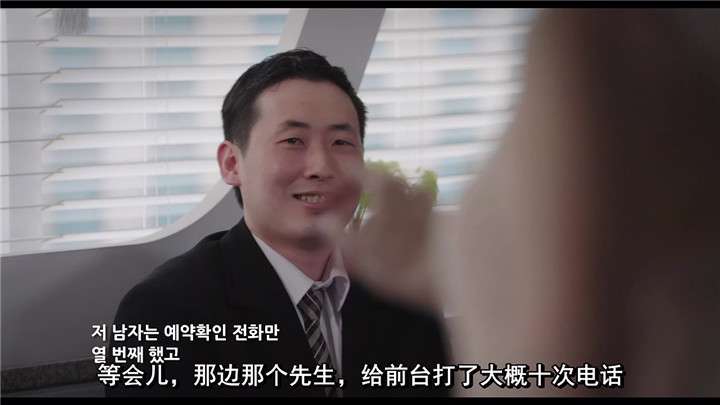 저 남자는 예약확인 전화만
열 번째 했고
等会儿，那边那个先生，给前台打了大概十次电话